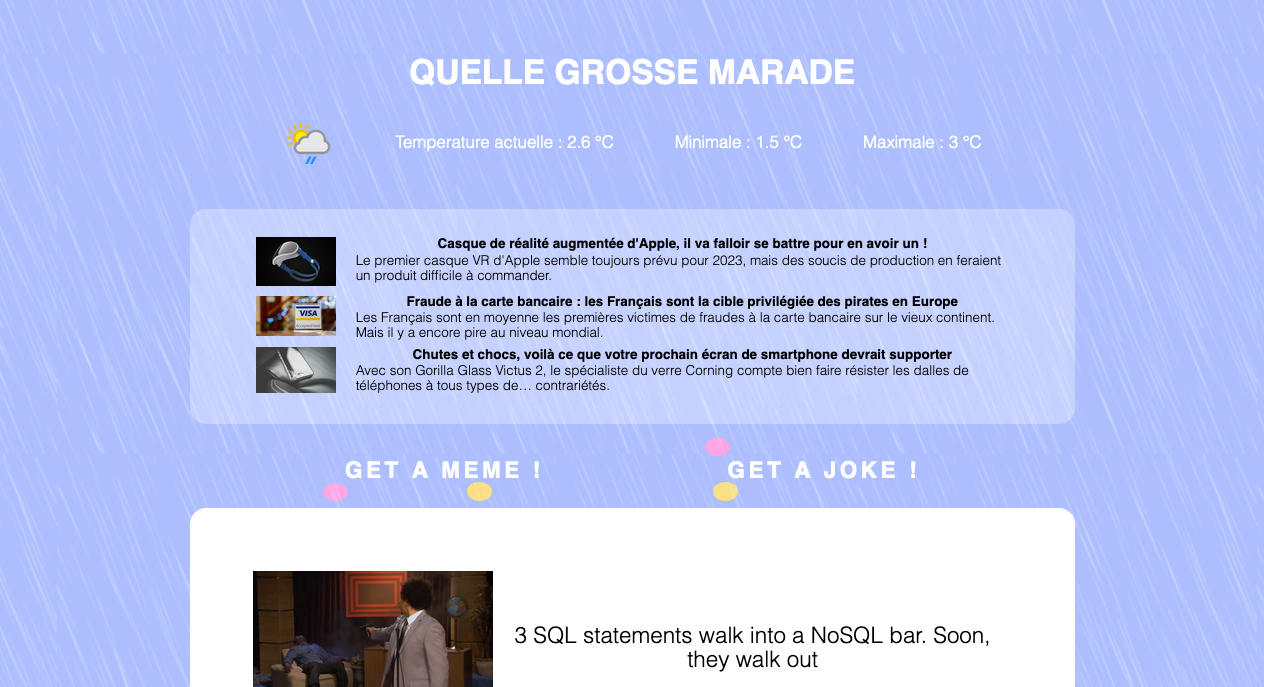 QUELLE GROSSE MARADE
Temperature actuelle : 2.6 °C Minimale : 1.5 °C Maximale : 3 °C
Casque de réalité augmentée d'Apple, il va falloir se battre pour en avoir un !
Le premier casque VR d'Apple semble toujours prévu pour 2023, mais des soucis de production en feraient
un produit difficile à commander.
VISA
Fraude à la carte bancaire : les Français sont la cible privilégiée des pirates en Europe
Les Français sont en moyenne les premières victimes de fraudes à la carte bancaire sur le vieux continent.
Mais il y a encore pire au niveau mondial.
Chutes et chocs, voilà ce que votre prochain écran de smartphone devrait supporter
Avec son Gorilla Glass Victus 2, le spécialiste du verre Corning compte bien faire résister les dalles de
téléphones à tous types de… contrariétés.
GET A MEME ! GET A JOKE !
3 SQL statements walk into a NoSQL bar. Soon,
they walk out